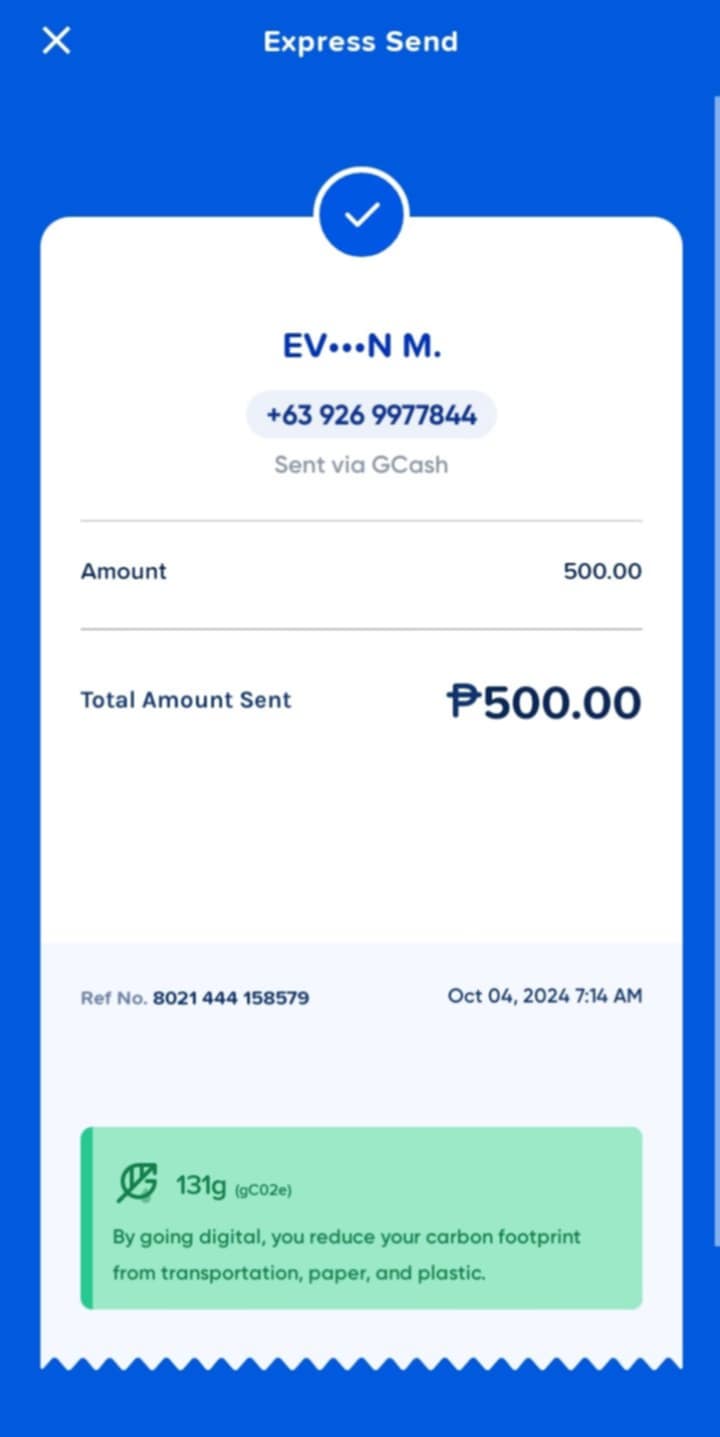 Express Send
EV•••N M.
+63 926 9977844
Sent via GCash
Amount 500.00
Total Amount Sent ₱500.00
Ref No. 8021 444 158579 Oct 04, 2024 7:14 AM
131g (gC02e)
By going digital, you reduce your carbon footprint
from transportation, paper, and plastic.